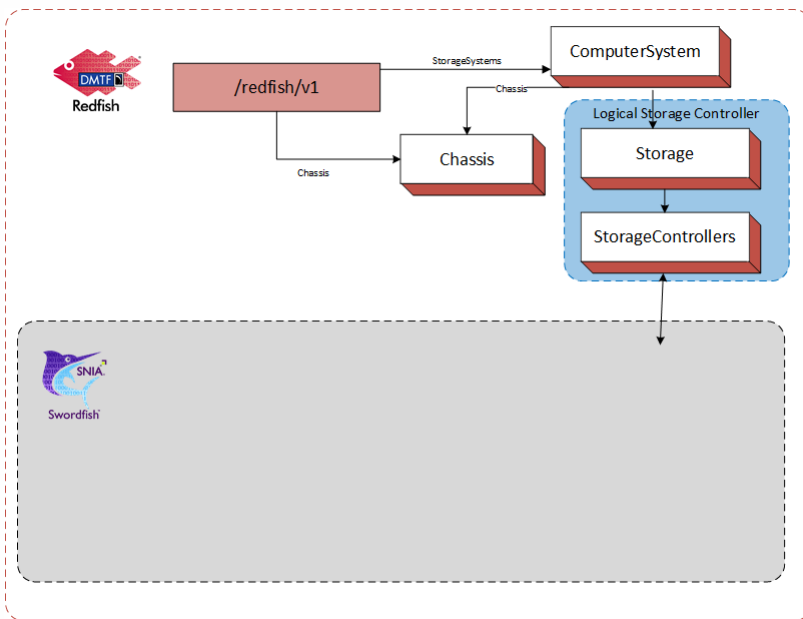 ComputerSystem
StorageSystems
DMTF
Redfish
/redfish/v1
Chassis
Logical Storage Controller
Chassis
Storage
Chassis
StorageControllers
SNIA
Swordfish